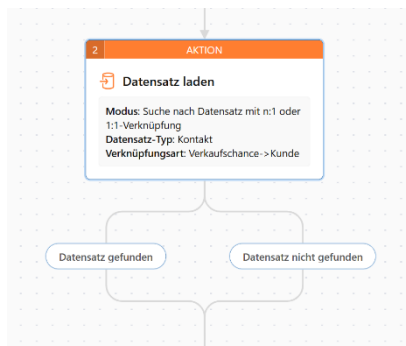 2 AKTION
Datensatz laden
Modus: Suche nach Datensatz mit n:1 oder
1:1-Verknüpfung
Datensatz-Typ: Kontakt
Verknüpfungsart: Verkaufschance->Kunde
Datensatz gefunden
Datensatz nicht gefunden